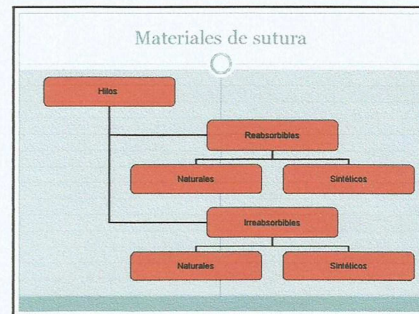 Materiales de sutura
Hilos
Reabsorbibles
Naturales Sintéticos
Irreabsorbibles
Naturales Sintéticos